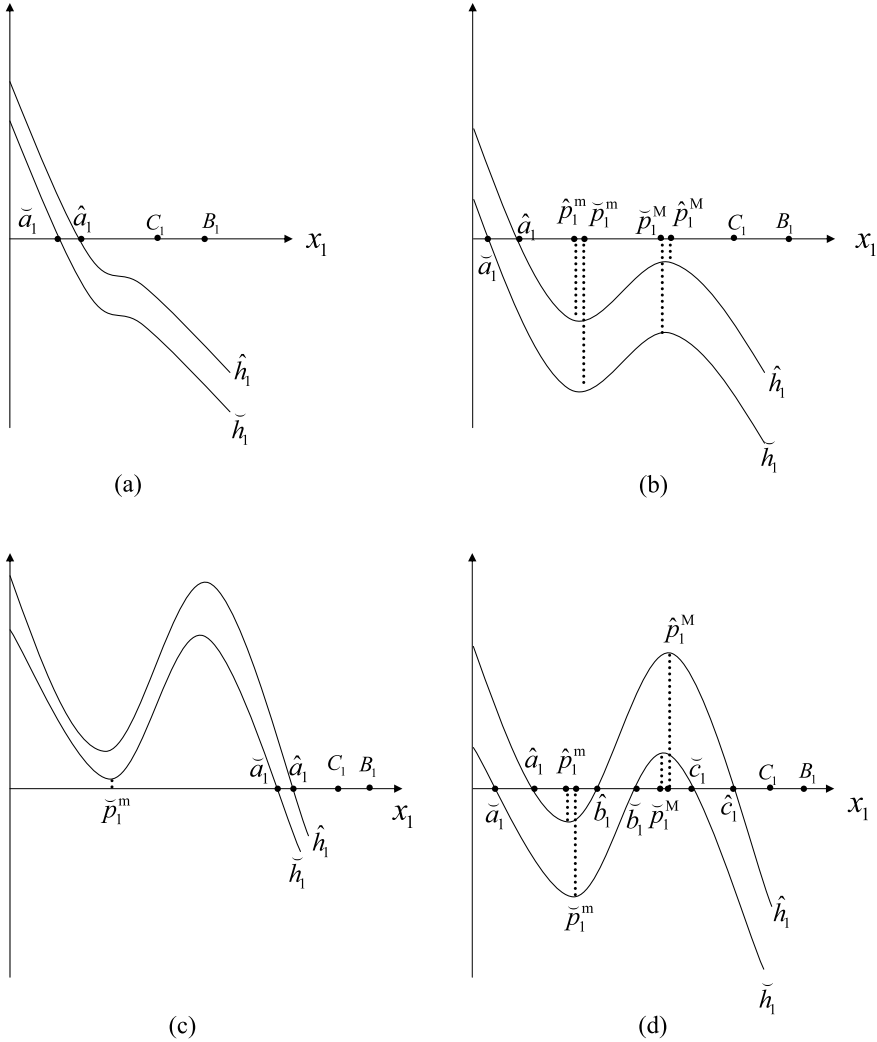 ă₁ â₁ C₁ B₁ x₁
ĥ₁
h̆₁
(a)
p̂₁ᵐ p̆₁ᵐ p̆₁ᴹ p̂₁ᴹ
â₁ C₁ B₁ x₁
ă₁
ĥ₁
h̆₁
(b)
ă₁ â₁ C₁ B₁
p̆₁ᵐ x₁
ĥ₁
h̆₁
(c)
p̂₁ᴹ
â₁ p̂₁ᵐ c̆₁ C₁ B₁
ă₁ b̂₁ b̆₁ p̆₁ᴹ ĉ₁ x₁
p̆₁ᵐ ĥ₁
h̆₁
(d)